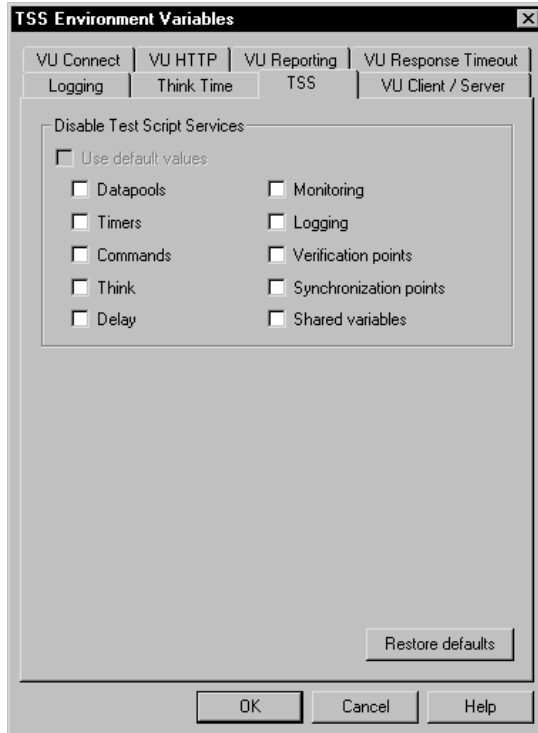 TSS Environment Variables
VU Connect VU HTTP VU Reporting VU Response Timeout
Logging Think Time TSS VU Client / Server
Disable Test Script Services
Use default values
Datapools Monitoring
Timers Logging
Commands Verification points
Think Synchronization points
Delay Shared variables
Restore defaults
OK Cancel Help